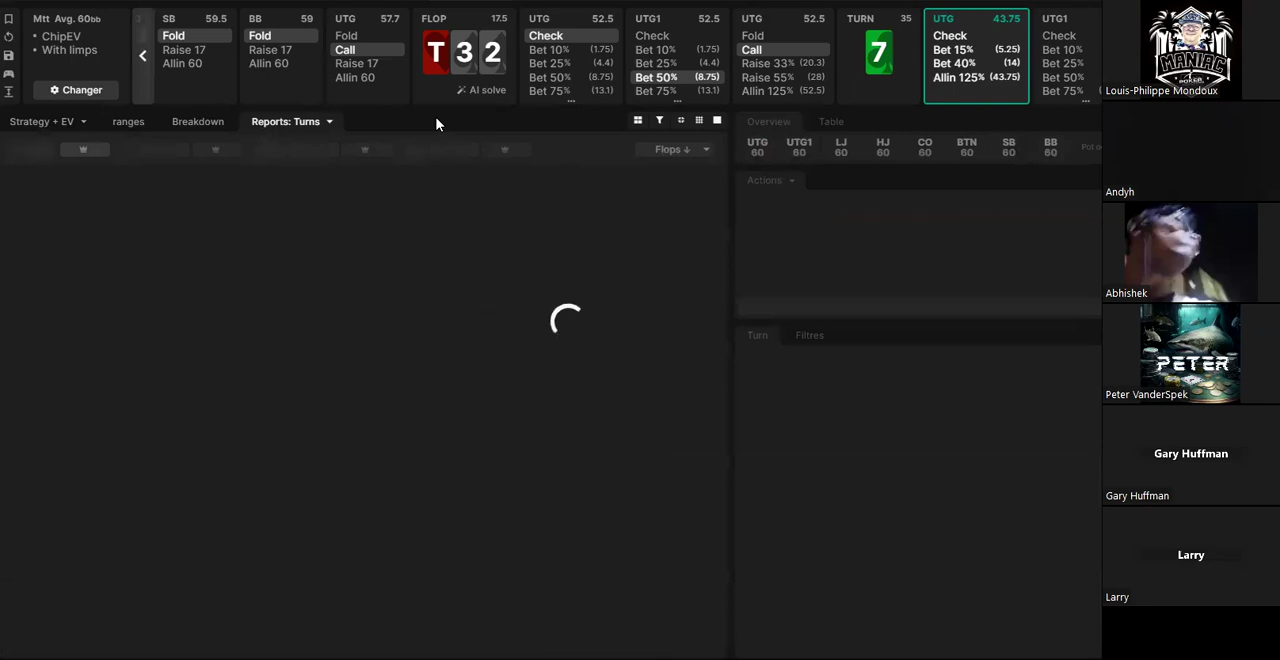 Mtt Avg. 60bb
• ChipEV
• With limps
Changer
3
SB 59.5
Fold
Raise 17
Allin 60
BB 59
Fold
Raise 17
Allin 60
UTG 57.7
Fold
Call
Raise 17
Allin 60
FLOP 17.5
T 3 2
AI solve
UTG 52.5
Check
Bet 10% (1.75)
Bet 25% (4.4)
Bet 50% (8.75)
Bet 75% (13.1)
...
UTG1 52.5
Check
Bet 10% (1.75)
Bet 25% (4.4)
Bet 50% (8.75)
Bet 75% (13.1)
...
UTG 52.5
Fold
Call
Raise 33% (20.3)
Raise 55% (28)
Allin 125% (52.5)
TURN 35
7
UTG 43.75
Check
Bet 15% (5.25)
Bet 40% (14)
Allin 125% (43.75)
UTG1
Check
Bet 10%
Bet 25%
Bet 50%
Bet 75%
...
Strategy + EV
ranges
Breakdown
Reports: Turns
Flops ↓
Overview
Table
UTG 60
UTG1 60
LJ 60
HJ 60
CO 60
BTN 60
SB 60
BB 60
Pot o
Actions
Turn
Filtres
MANIAC
POKER
Louis-Philippe Mondoux
Andyh
Abhishek
PETER
Peter VanderSpek
Gary Huffman
Gary Huffman
Larry
Larry